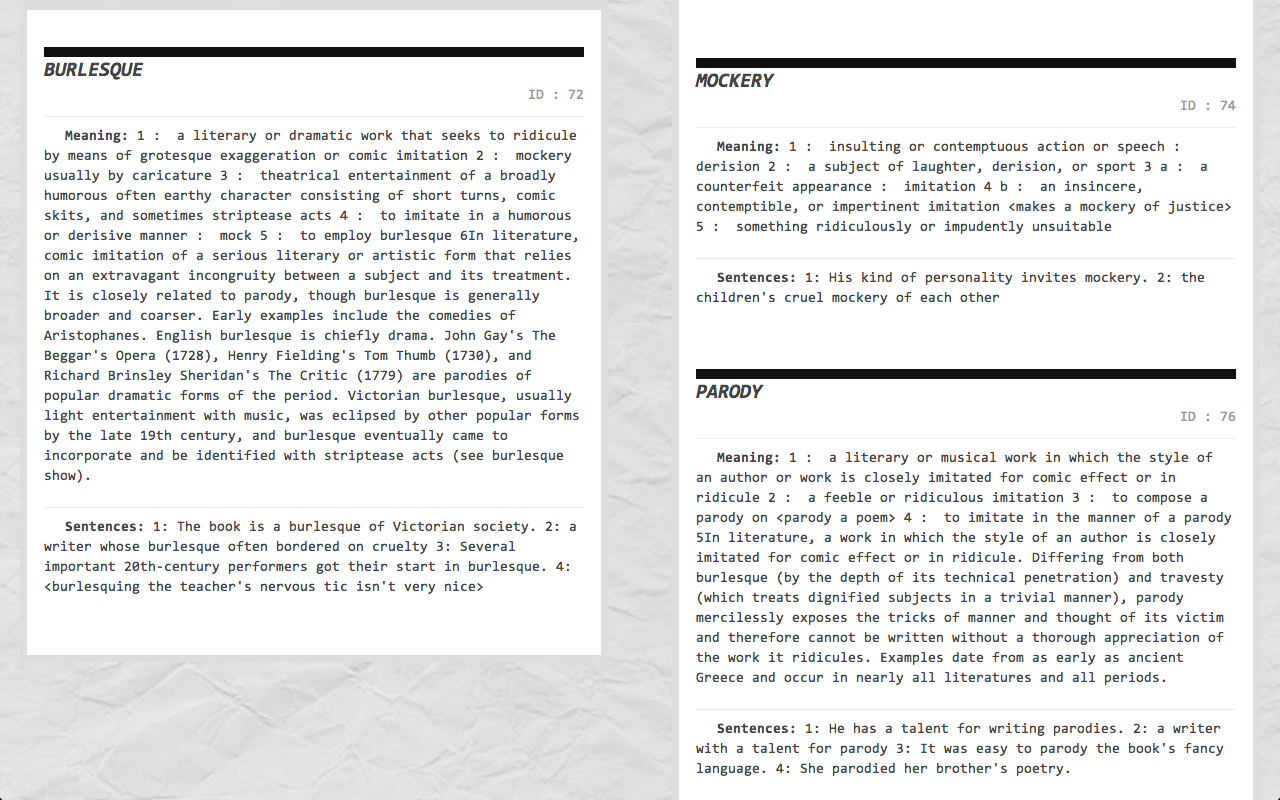 BURLESQUE
ID : 72
Meaning: 1 :  a literary or dramatic work that seeks to ridicule
by means of grotesque exaggeration or comic imitation 2 :  mockery
usually by caricature 3 :  theatrical entertainment of a broadly
humorous often earthy character consisting of short turns, comic
skits, and sometimes striptease acts 4 :  to imitate in a humorous
or derisive manner :  mock 5 :  to employ burlesque 6In literature,
comic imitation of a serious literary or artistic form that relies
on an extravagant incongruity between a subject and its treatment.
It is closely related to parody, though burlesque is generally
broader and coarser. Early examples include the comedies of
Aristophanes. English burlesque is chiefly drama. John Gay's The
Beggar's Opera (1728), Henry Fielding's Tom Thumb (1730), and
Richard Brinsley Sheridan's The Critic (1779) are parodies of
popular dramatic forms of the period. Victorian burlesque, usually
light entertainment with music, was eclipsed by other popular forms
by the late 19th century, and burlesque eventually came to
incorporate and be identified with striptease acts (see burlesque
show).
Sentences: 1: The book is a burlesque of Victorian society. 2: a
writer whose burlesque often bordered on cruelty 3: Several
important 20th-century performers got their start in burlesque. 4:
<burlesquing the teacher's nervous tic isn't very nice>
MOCKERY
ID : 74
Meaning: 1 :  insulting or contemptuous action or speech :
derision 2 :  a subject of laughter, derision, or sport 3 a :  a
counterfeit appearance :  imitation 4 b :  an insincere,
contemptible, or impertinent imitation <makes a mockery of justice>
5 :  something ridiculously or impudently unsuitable
Sentences: 1: His kind of personality invites mockery. 2: the
children's cruel mockery of each other
PARODY
ID : 76
Meaning: 1 :  a literary or musical work in which the style of
an author or work is closely imitated for comic effect or in
ridicule 2 :  a feeble or ridiculous imitation 3 :  to compose a
parody on <parody a poem> 4 :  to imitate in the manner of a parody
5In literature, a work in which the style of an author is closely
imitated for comic effect or in ridicule. Differing from both
burlesque (by the depth of its technical penetration) and travesty
(which treats dignified subjects in a trivial manner), parody
mercilessly exposes the tricks of manner and thought of its victim
and therefore cannot be written without a thorough appreciation of
the work it ridicules. Examples date from as early as ancient
Greece and occur in nearly all literatures and all periods.
Sentences: 1: He has a talent for writing parodies. 2: a writer
with a talent for parody 3: It was easy to parody the book's fancy
language. 4: She parodied her brother's poetry.